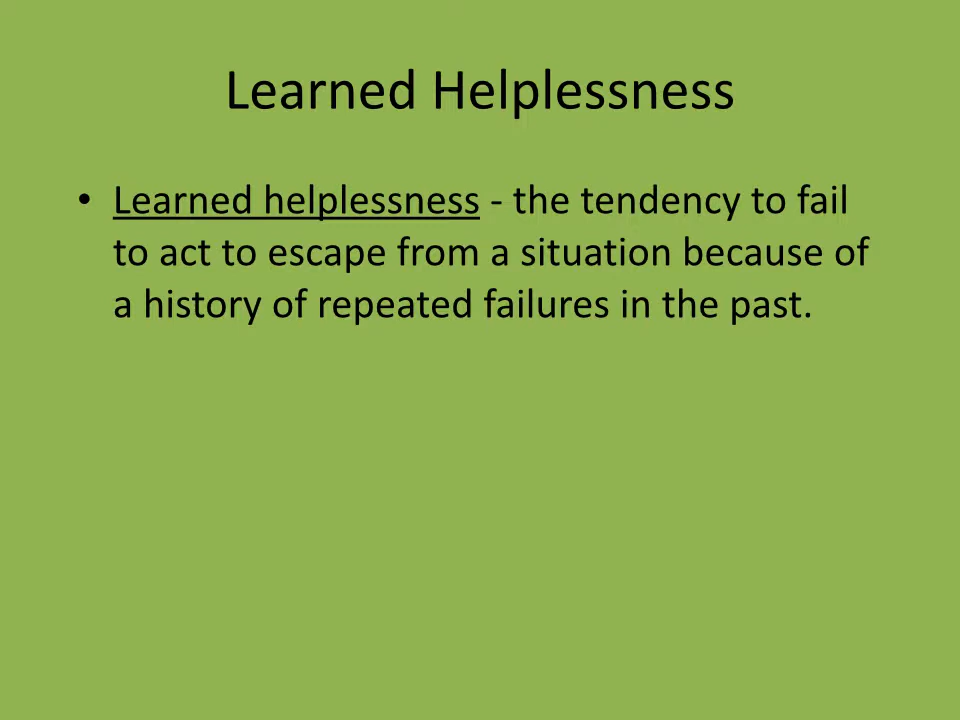 Learned Helplessness
• Learned helplessness - the tendency to fail
to act to escape from a situation because of
a history of repeated failures in the past.